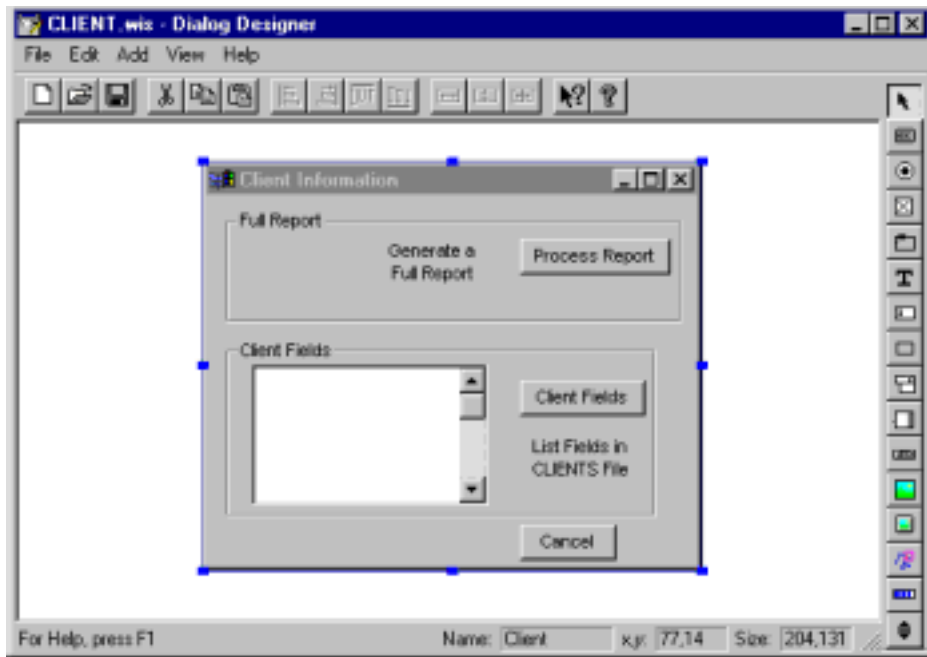 CLIENT.wis - Dialog Designer
File Edit Add View Help
Client Information
Full Report
Generate a
Full Report
Process Report
Client Fields
Client Fields
List Fields in
CLIENTS File
Cancel
For Help, press F1 Name: Client x,y: 77,14 Size: 204,131